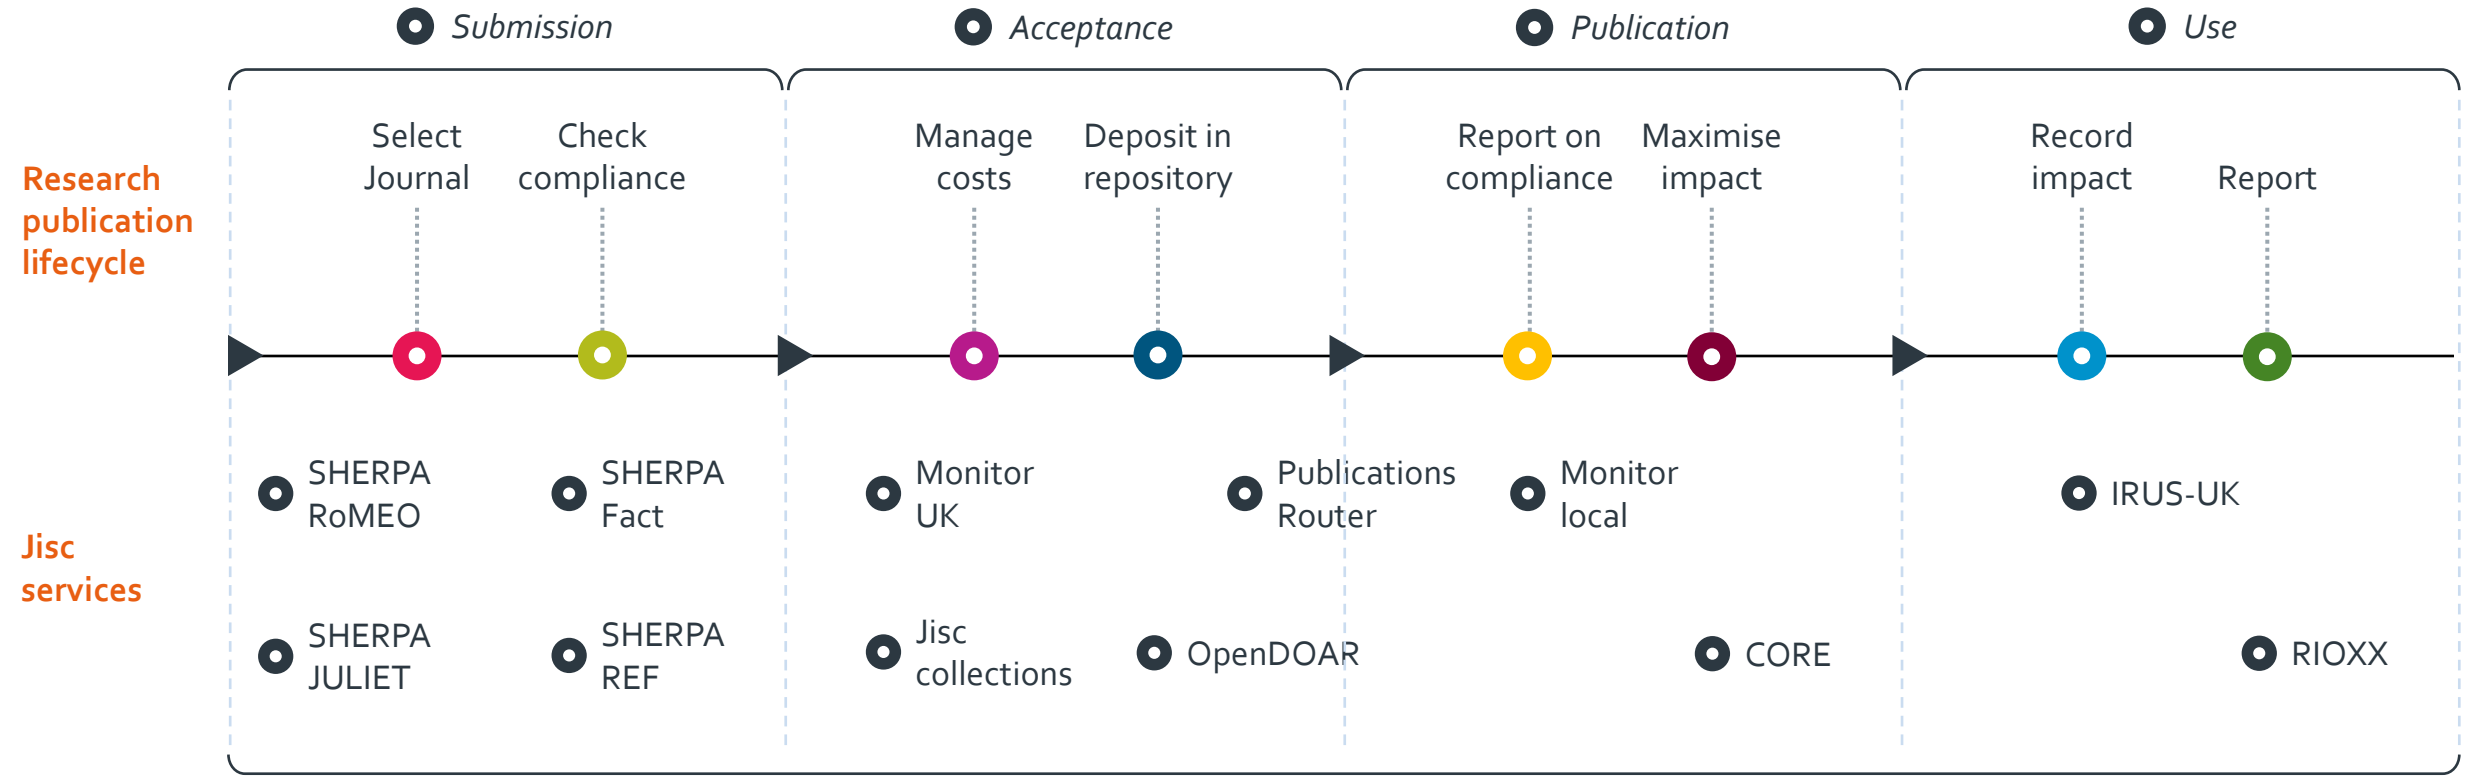 Submission
Acceptance
Publication
Use
Research
publication
lifecycle
Select
Journal
Check
compliance
Manage
costs
Deposit in
repository
Report on
compliance
Maximise
impact
Record
impact
Report
Jisc
services
SHERPA
RoMEO
SHERPA
Fact
Monitor
UK
Publications
Router
Monitor
local
IRUS-UK
SHERPA
JULIET
SHERPA
REF
Jisc
collections
OpenDOAR
CORE
RIOXX